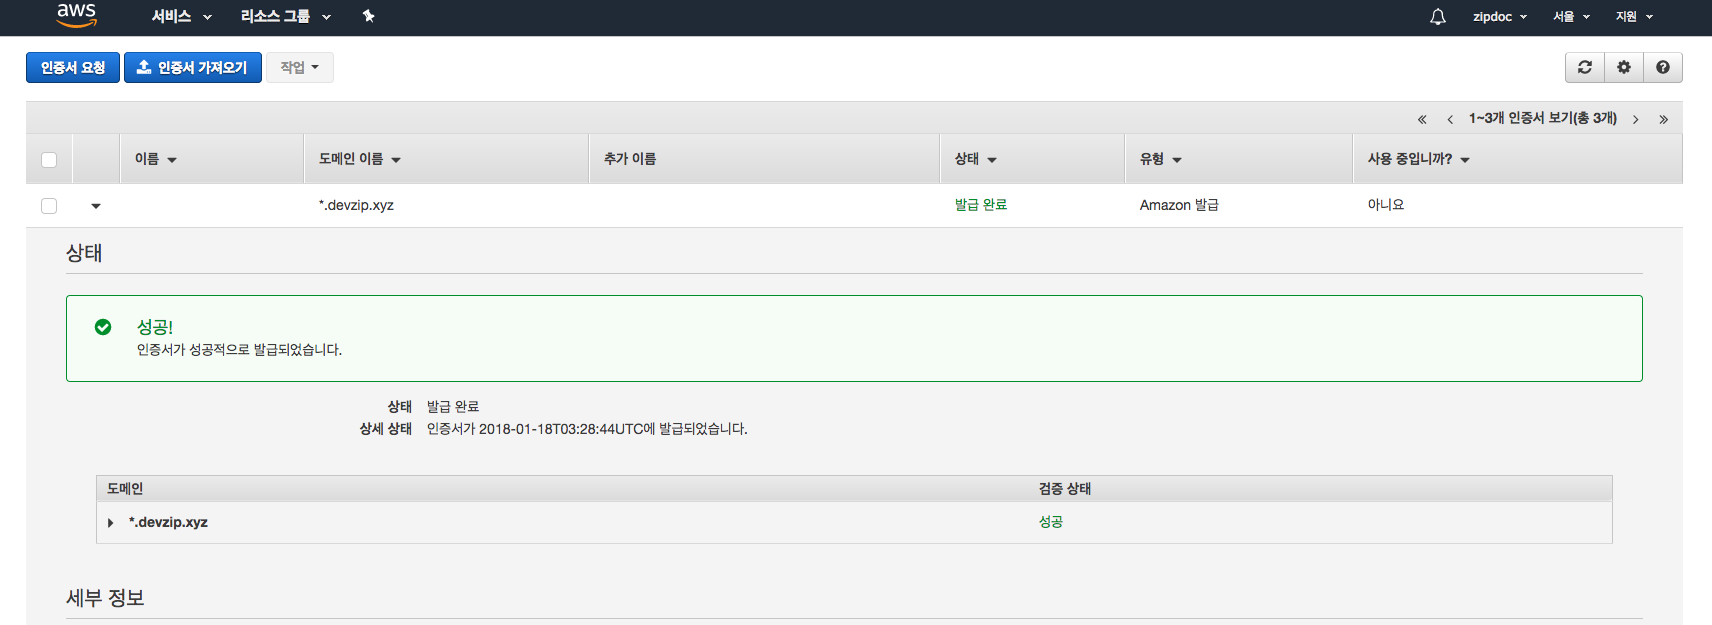 aws 서비스 리소스 그룹 zipdoc 서울 지원
인증서 요청 인증서 가져오기 작업
« ‹ 1~3개 인증서 보기(총 3개) › »
이름 도메인 이름 추가 이름 상태 유형 사용 중입니까?
*.devzip.xyz 발급 완료 Amazon 발급 아니요
상태
성공!
인증서가 성공적으로 발급되었습니다.
상태 발급 완료
상세 상태 인증서가 2018-01-18T03:28:44UTC에 발급되었습니다.
도메인 검증 상태
*.devzip.xyz 성공
세부 정보